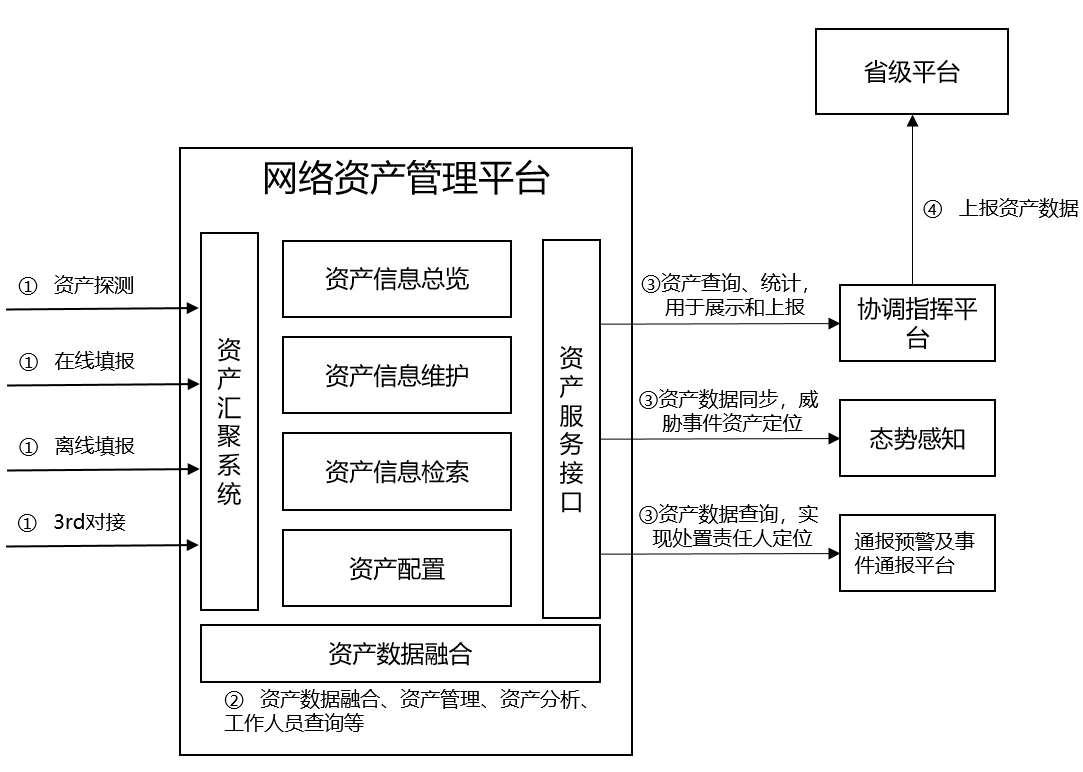 省级平台
④ 上报资产数据
网络资产管理平台
① 资产探测
① 在线填报
① 离线填报
① 3rd对接
资产汇聚系统
资产信息总览
资产信息维护
资产信息检索
资产配置
资产服务接口
资产数据融合
② 资产数据融合、资产管理、资产分析、
工作人员查询等
③资产查询、统计，
用于展示和上报
协调指挥平
台
③资产数据同步，威
胁事件资产定位
态势感知
③资产数据查询，实
现处置责任人定位
通报预警及事
件通报平台